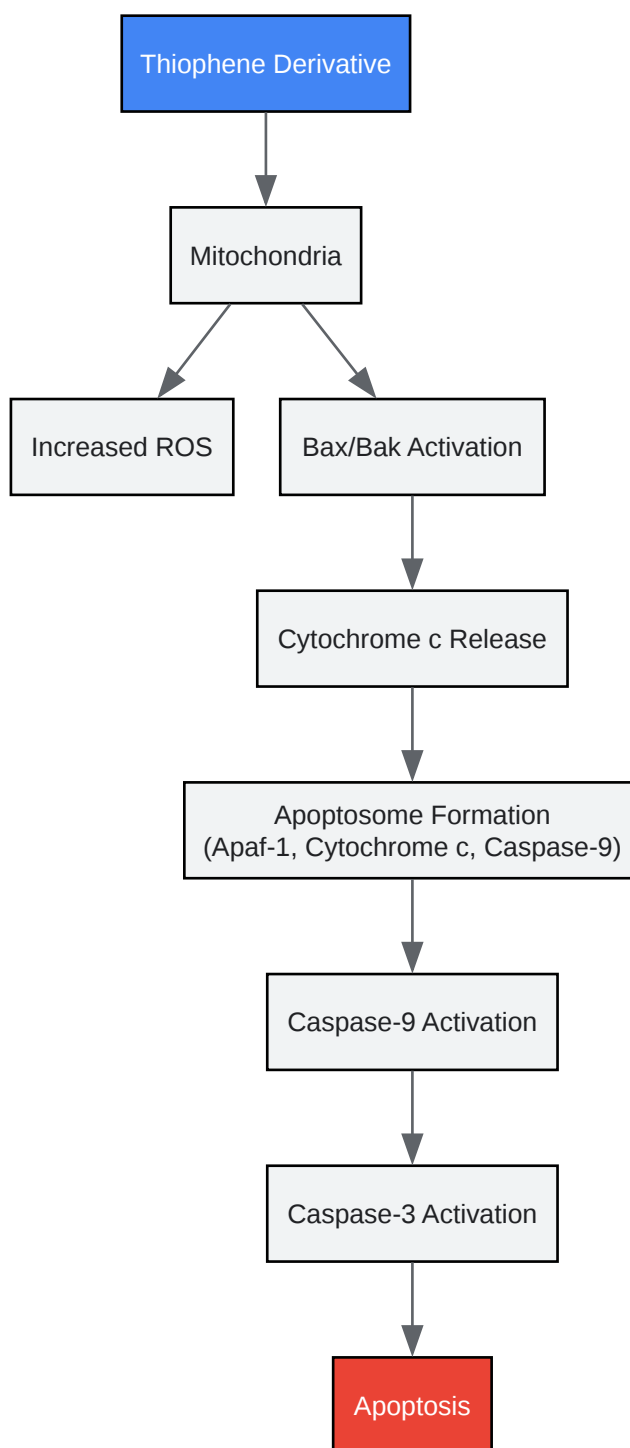 Thiophene Derivative
Mitochondria
Increased ROS
Bax/Bak Activation
Cytochrome c Release
Apoptosome Formation
(Apaf-1, Cytochrome c, Caspase-9)
Caspase-9 Activation
Caspase-3 Activation
Apoptosis